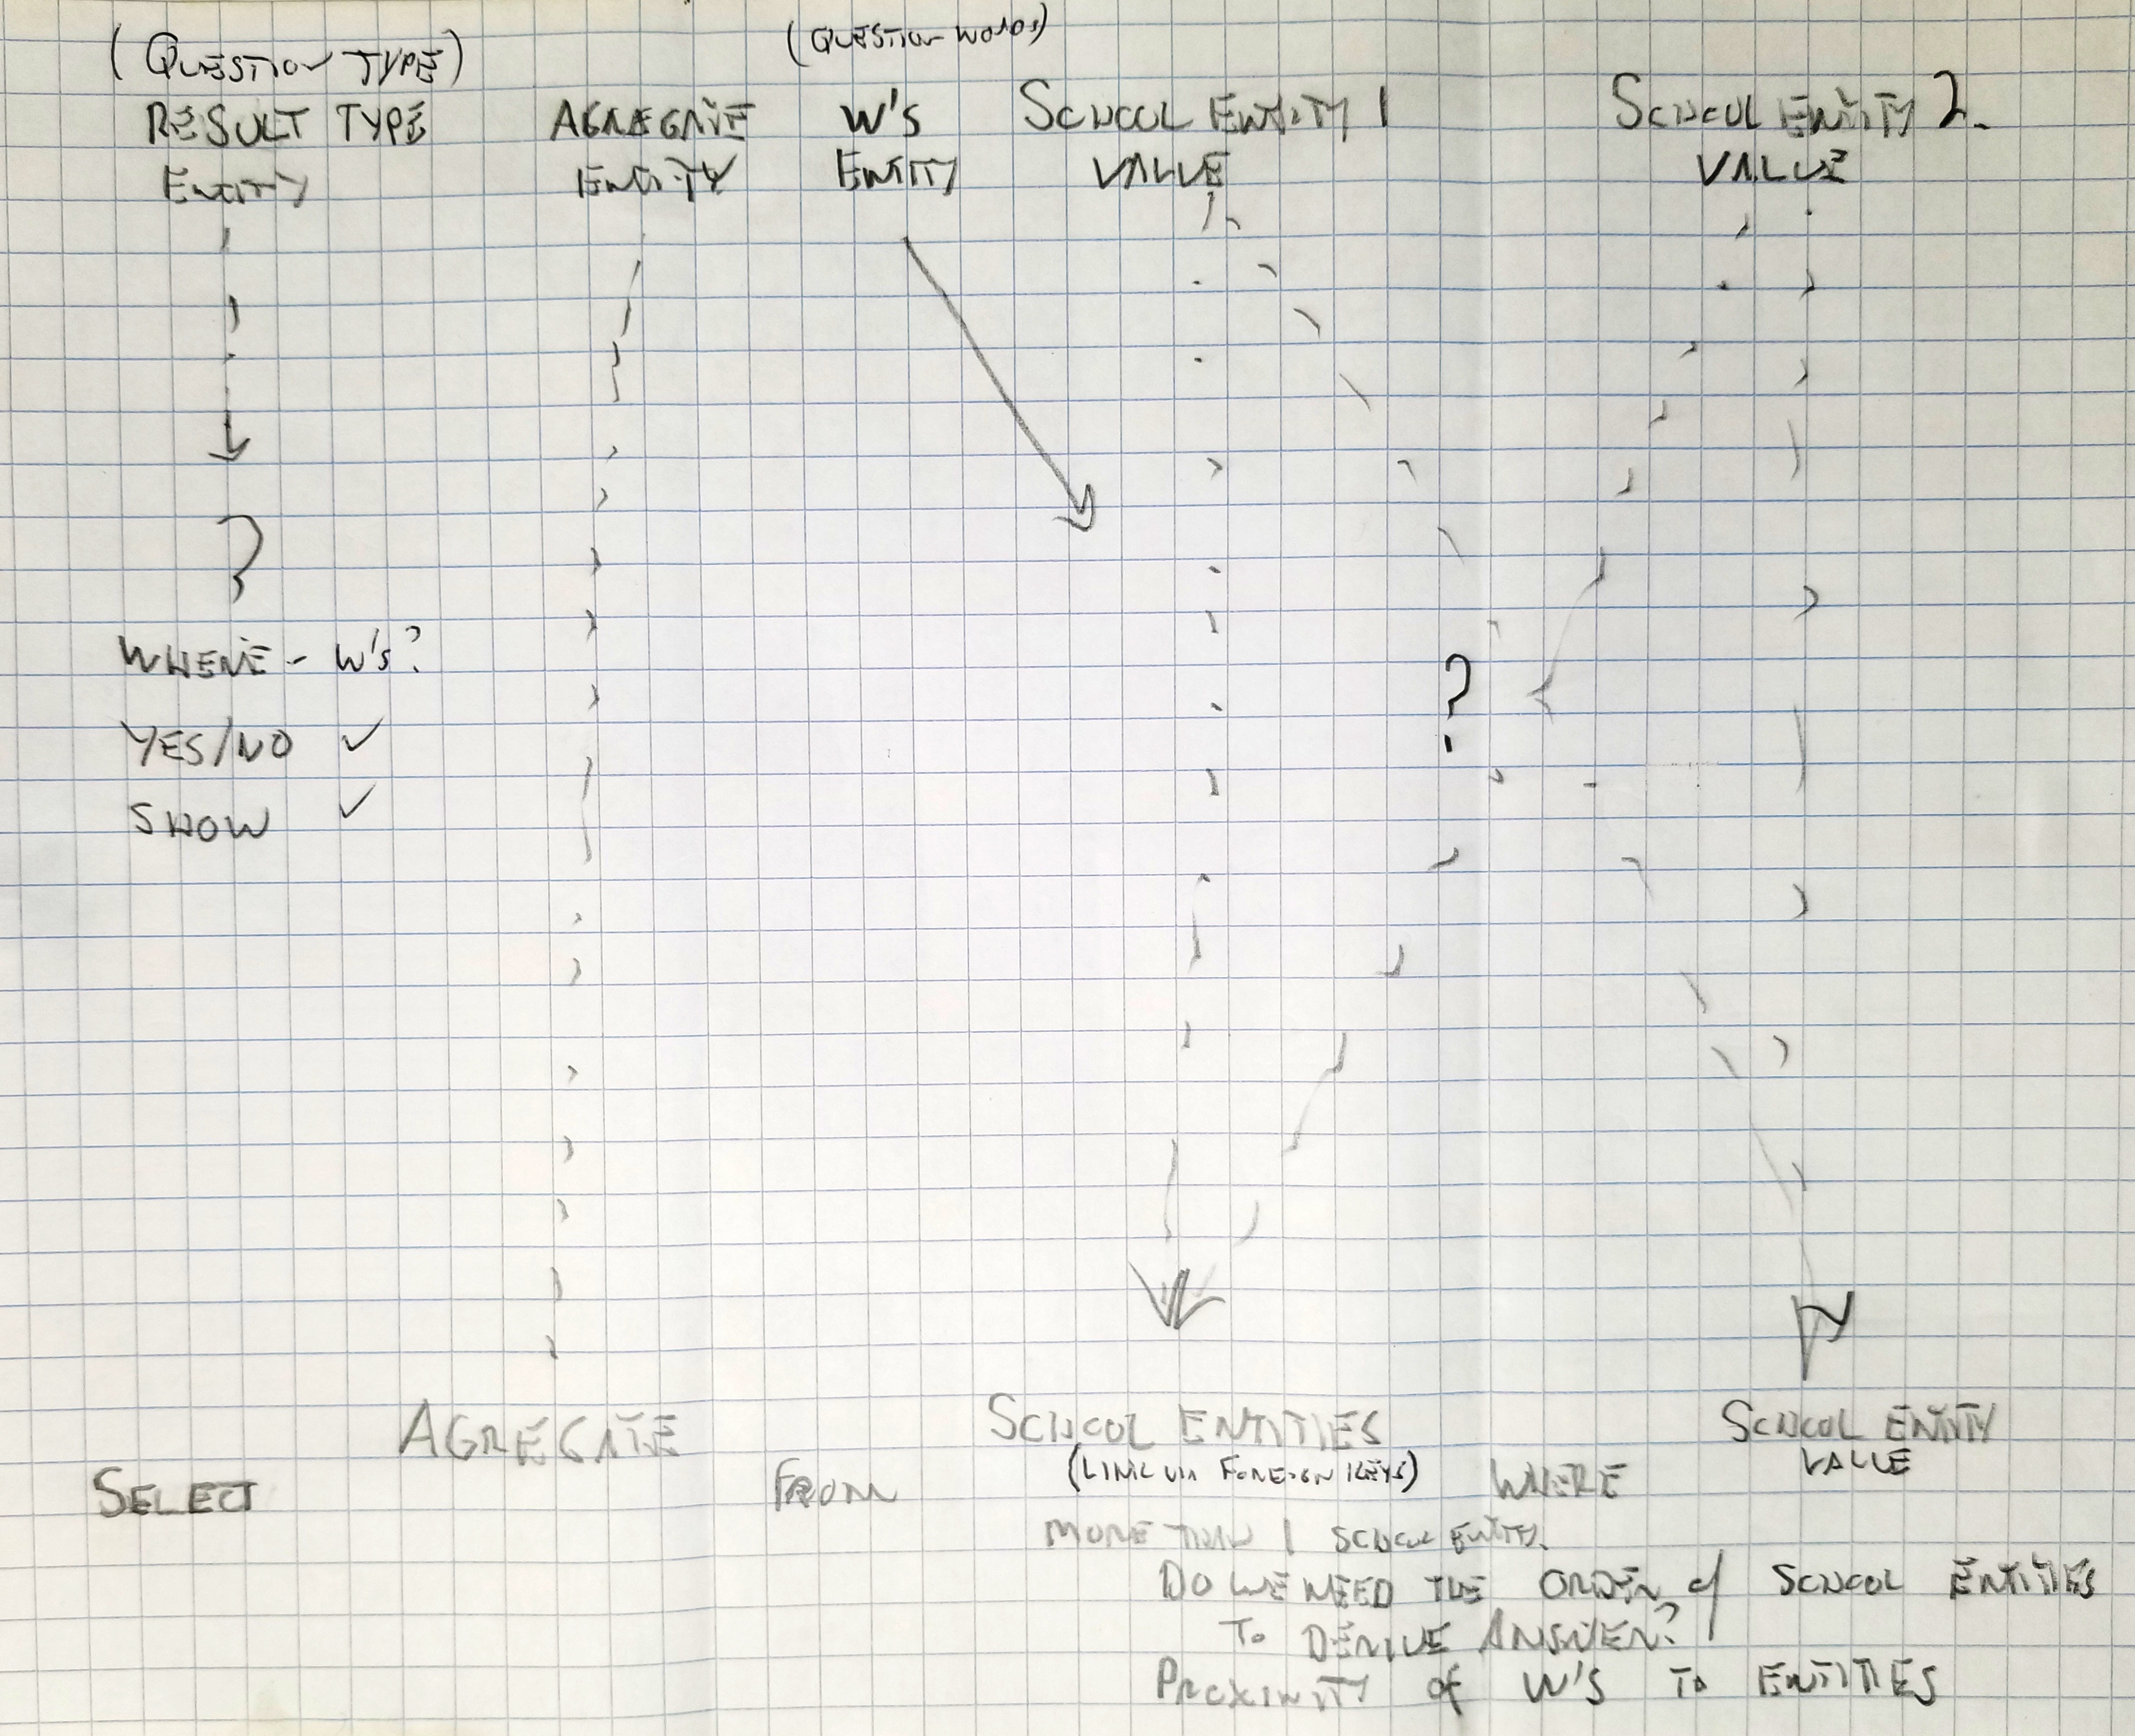 (QUESTION TYPE)
RESULT TYPE
ENTITY
AGREGATE
ENTITY
(QUESTION WORDS)
W'S
ENTITY
SCHOOL ENTITY 1
VALUE
SCHOOL ENTITY 2
VALUE
?
WHERE - W'S?
YES/NO ✓
SHOW ✓
?
SELECT
AGREGATE
FROM
SCHOOL ENTITIES
(LINK VIA FOREIGN KEYS)
WHERE
SCHOOL ENTITY
VALUE
MORE THAN 1 SCHOOL ENTITY.
DO WE NEED THE ORDER of SCHOOL ENTITIES
TO DERIVE ANSWER?
PROXIMITY of W'S TO ENTITIES